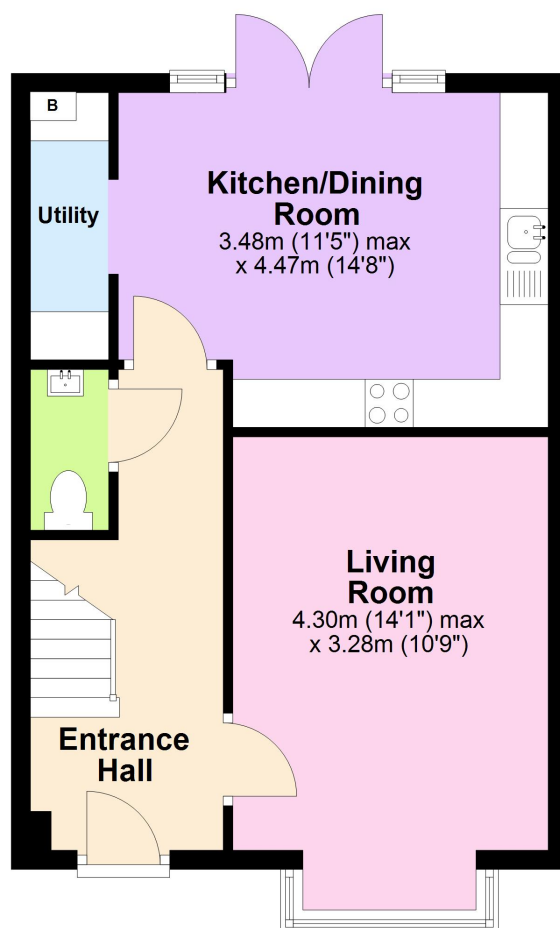 B
Utility
Kitchen/Dining
Room
3.48m (11'5") max
x 4.47m (14'8")
Living
Room
4.30m (14'1") max
x 3.28m (10'9")
Entrance
Hall